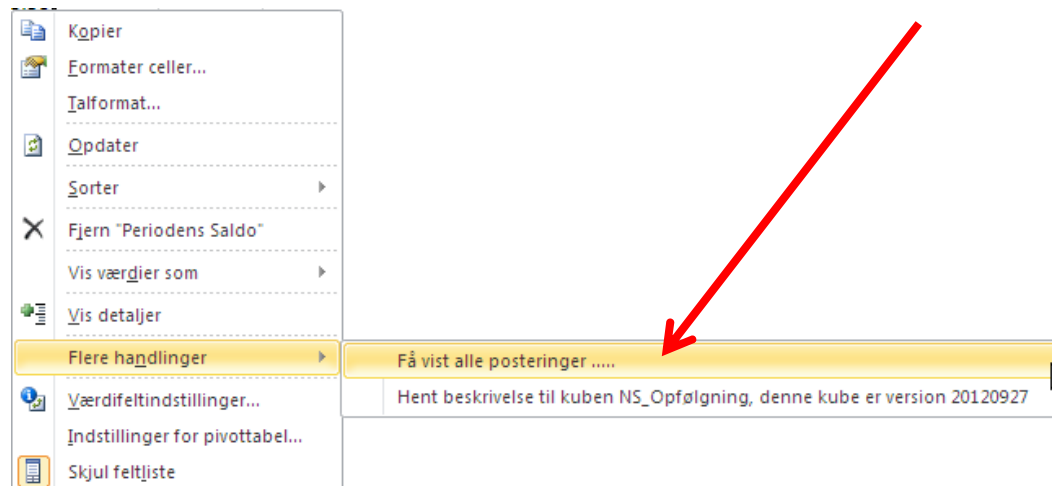 Kopier
Formater celler...
Talformat...
Opdater
Sorter
Fjern "Periodens Saldo"
Vis værdier som
Vis detaljer
Flere handlinger
Få vist alle posteringer .....
Hent beskrivelse til kuben NS_Opfølgning, denne kube er version 20120927
Værdifeltindstillinger...
Indstillinger for pivottabel...
Skjul feltliste